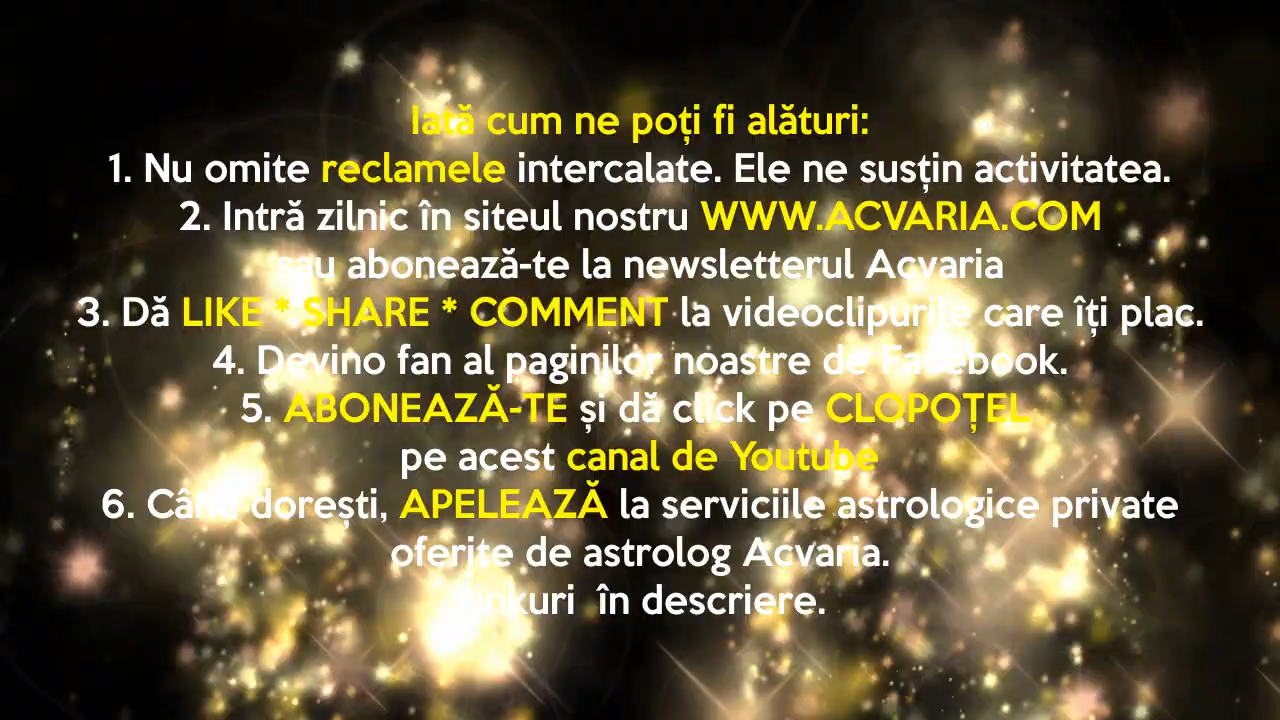 Iată cum ne poți fi alături:
1. Nu omite reclamele intercalate. Ele ne susțin activitatea.
2. Intră zilnic în siteul nostru WWW.ACVARIA.COM
sau abonează-te la newsletterul Acvaria
3. Dă LIKE * SHARE * COMMENT la videoclipurile care îți plac.
4. Devino fan al paginilor noastre de Facebook.
5. ABONEAZĂ-TE și dă click pe CLOPOȚEL
pe acest canal de Youtube
6. Când dorești, APELEAZĂ la serviciile astrologice private
oferite de astrolog Acvaria.
Linkuri în descriere.